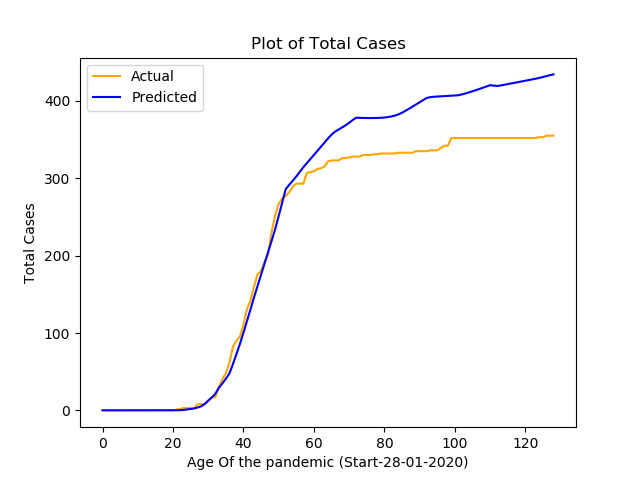 Plot of Total Cases
Actual
Predicted
400
300
200
100
0
Total Cases
0 20 40 60 80 100 120
Age Of the pandemic (Start-28-01-2020)